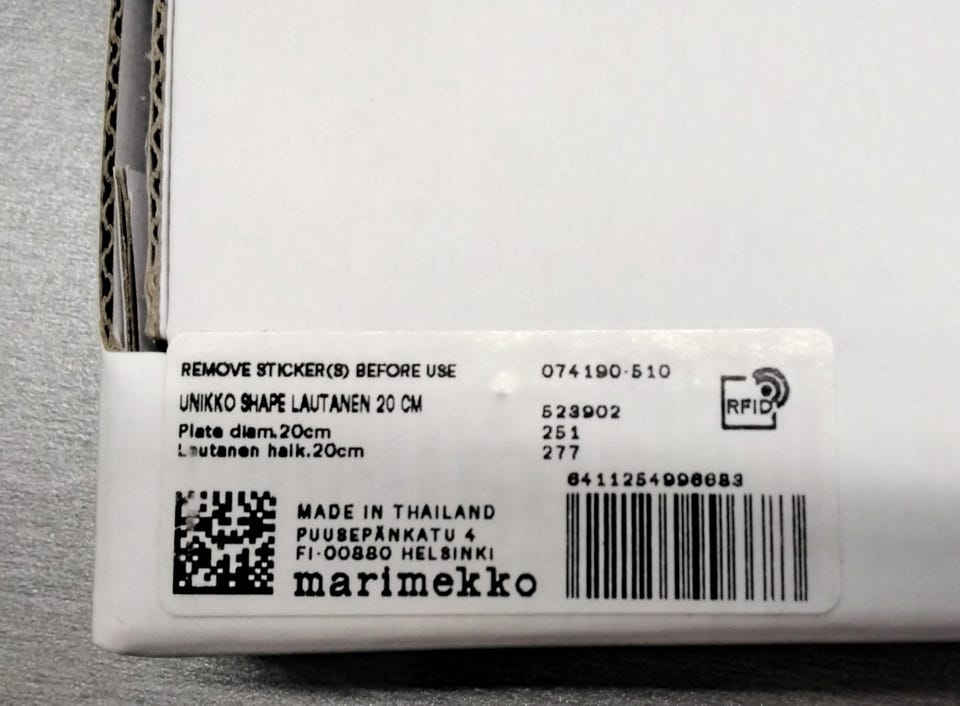 REMOVE STICKER(S) BEFORE USE
UNIKKO SHAPE LAUTANEN 20 CM
Plate diam.20cm
Lautanen halk.20cm
074190-510
523902
251
277
RFID
6411254996683
MADE IN THAILAND
PUUSEPÄNKATU 4
FI-00880 HELSINKI
marimekko